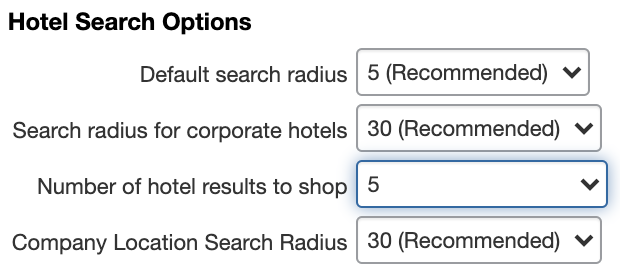 Hotel Search Options
Default search radius 5 (Recommended)
Search radius for corporate hotels 30 (Recommended)
Number of hotel results to shop 5
Company Location Search Radius 30 (Recommended)